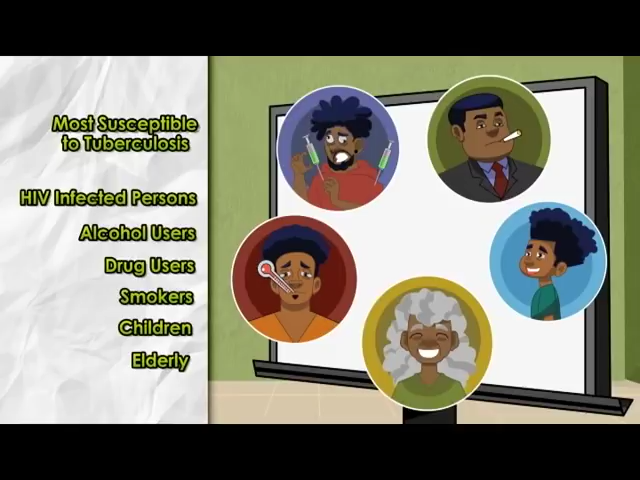 Most Susceptible
to Tuberculosis
HIV Infected Persons
Alcohol Users
Drug Users
Smokers
Children
Elderly